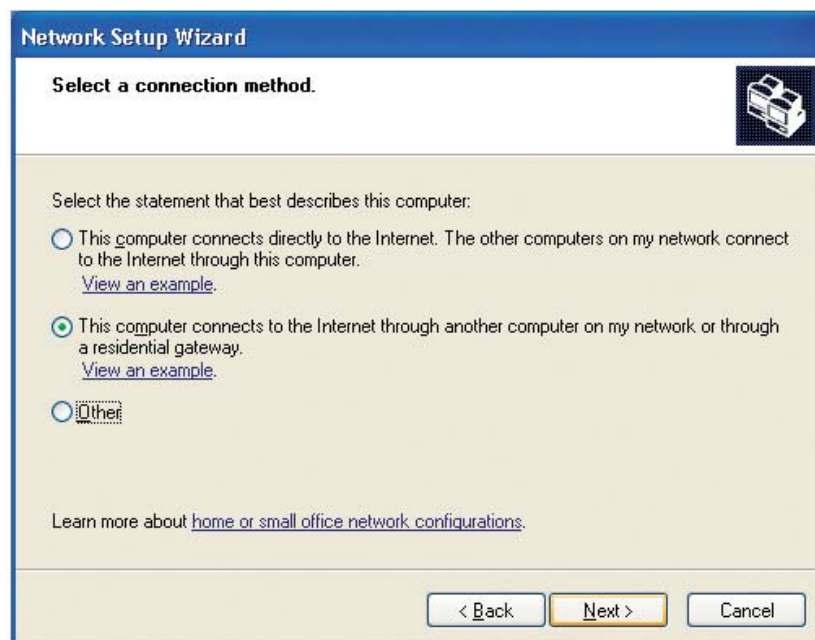 Network Setup Wizard
Select a connection method.
Select the statement that best describes this computer:
This computer connects directly to the Internet. The other computers on my network connect
to the Internet through this computer.
View an example.
This computer connects to the Internet through another computer on my network or through
a residential gateway.
View an example.
Other
Learn more about home or small office network configurations.
< Back Next > Cancel